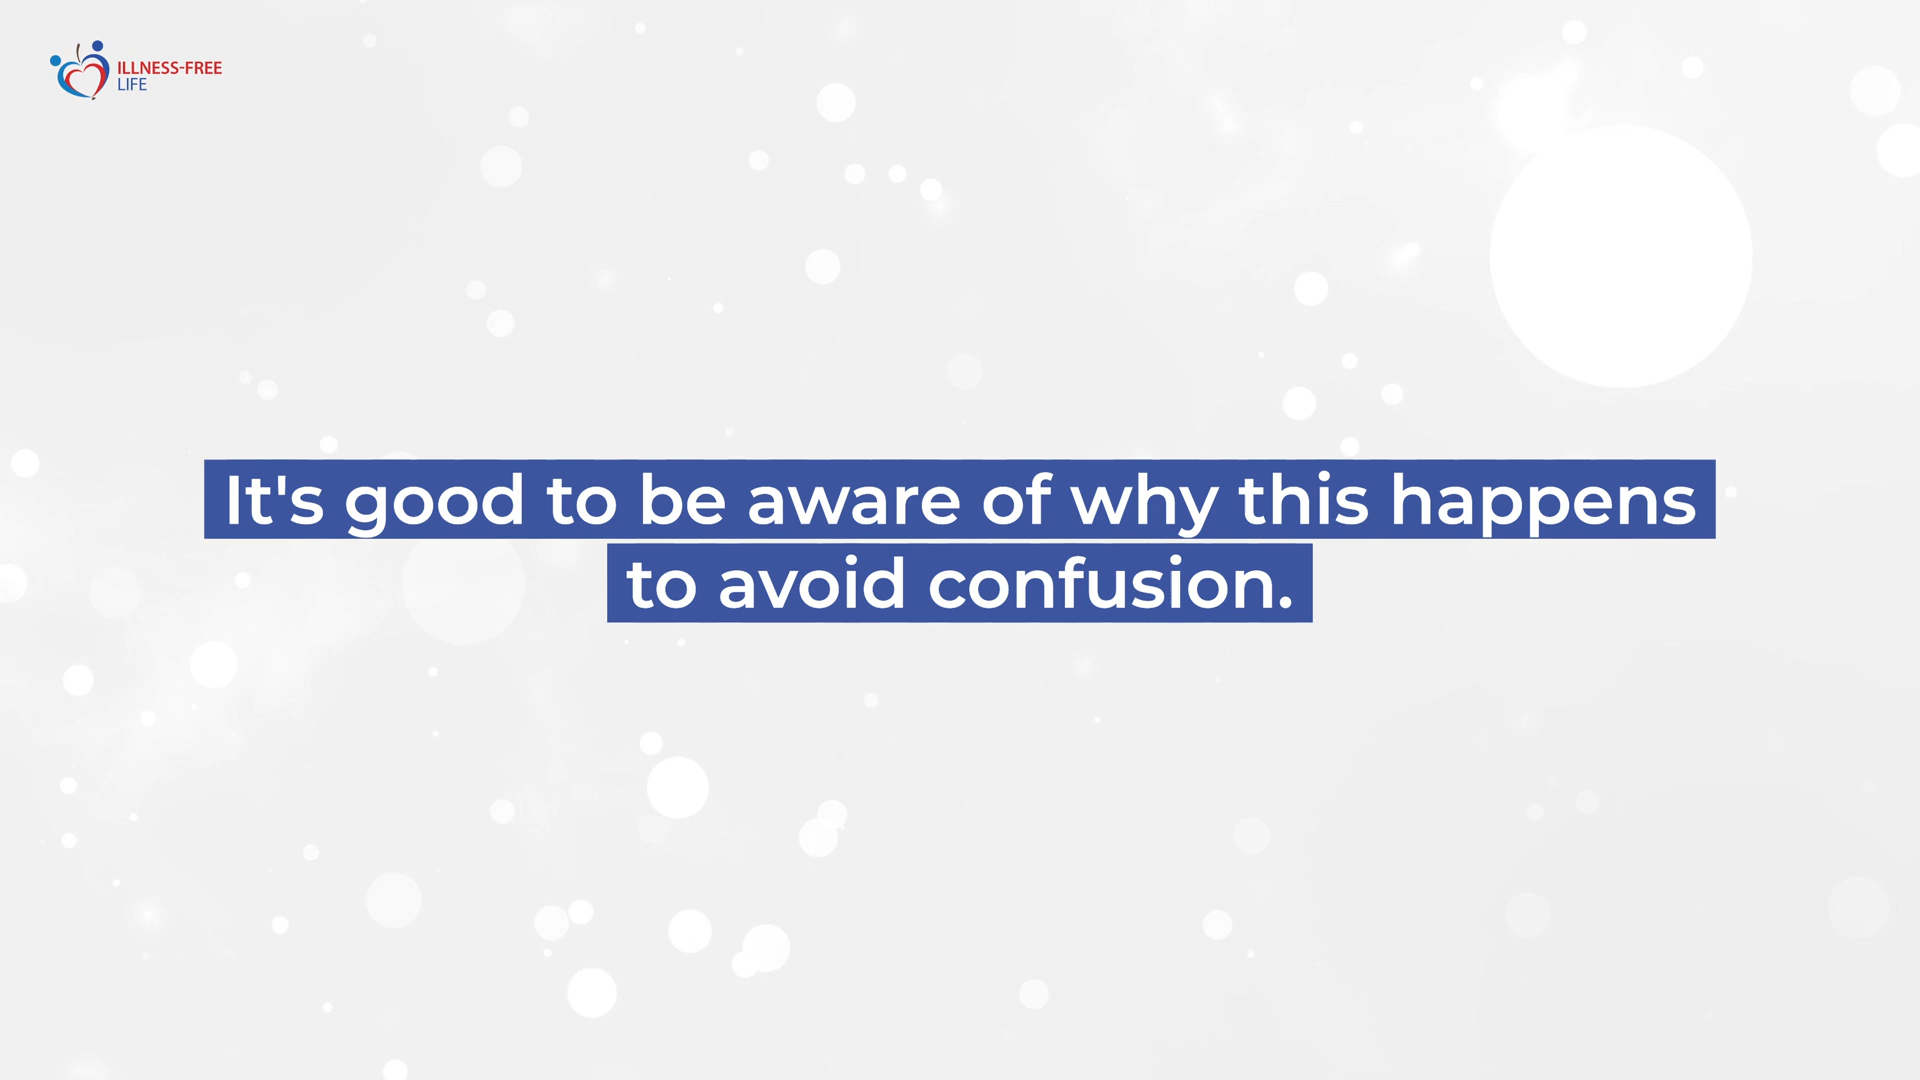 ILLNESS-FREE
LIFE
It's good to be aware of why this happens
to avoid confusion.